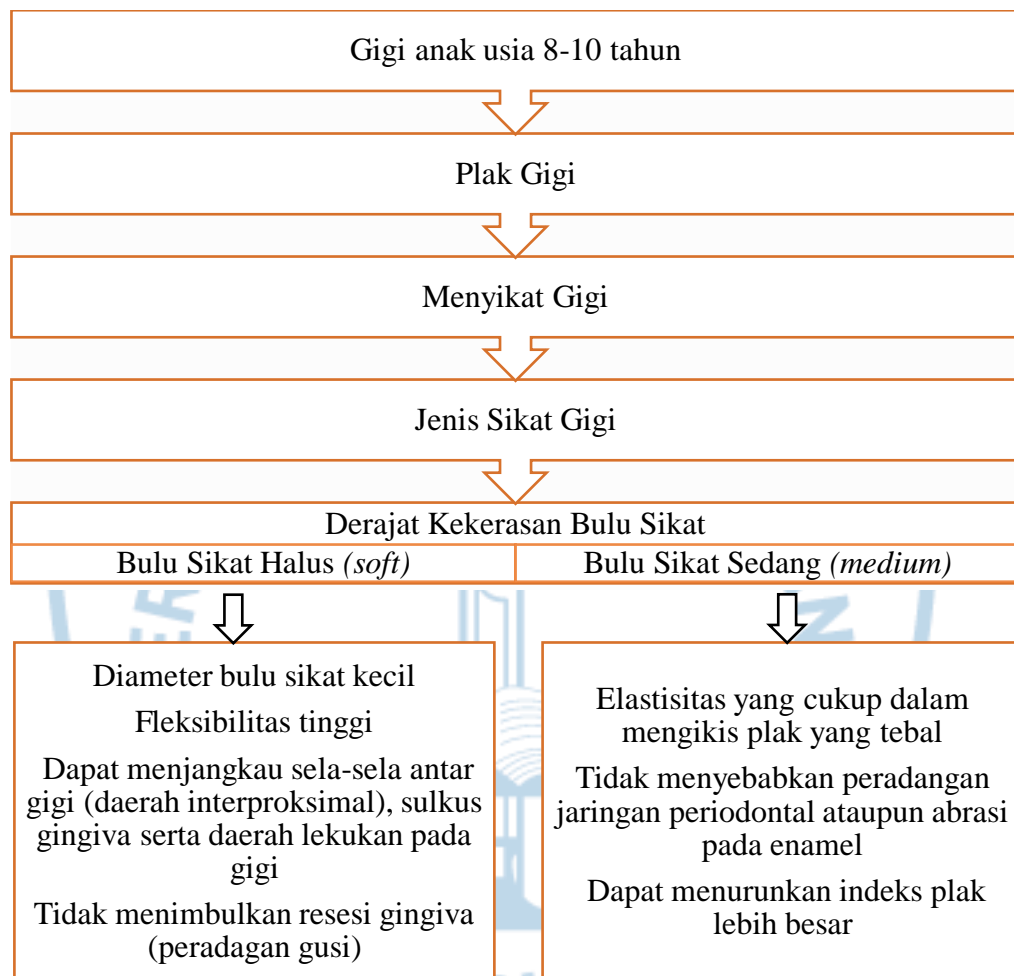 Gigi anak usia 8-10 tahun
Plak Gigi
Menyikat Gigi
Jenis Sikat Gigi
Derajat Kekerasan Bulu Sikat
Bulu Sikat Halus (soft)
Bulu Sikat Sedang (medium)
Diameter bulu sikat kecil
Fleksibilitas tinggi
Dapat menjangkau sela-sela antar
gigi (daerah interproksimal), sulkus
gingiva serta daerah lekukan pada
gigi
Tidak menimbulkan resesi gingiva
(peradagan gusi)
Elastisitas yang cukup dalam
mengikis plak yang tebal
Tidak menyebabkan peradangan
jaringan periodontal ataupun abrasi
pada enamel
Dapat menurunkan indeks plak
lebih besar